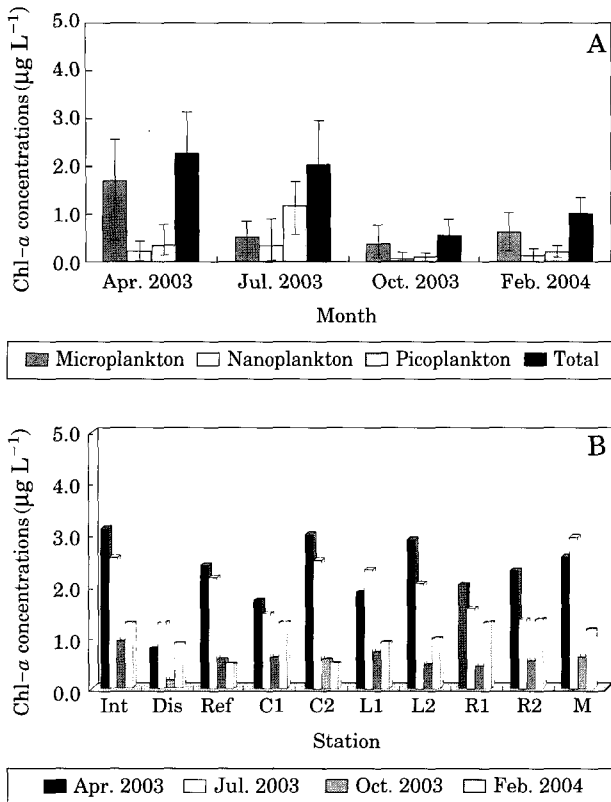 A
Chl-a concentrations (μg L⁻¹)
5.0
4.0
3.0
2.0
1.0
0.0
Apr. 2003 Jul. 2003 Oct. 2003 Feb. 2004
Month
Microplankton Nanoplankton Picoplankton Total
B
Chl-a concentrations (μg L⁻¹)
5.0
4.0
3.0
2.0
1.0
0.0
Int Dis Ref C1 C2 L1 L2 R1 R2 M
Station
Apr. 2003 Jul. 2003 Oct. 2003 Feb. 2004